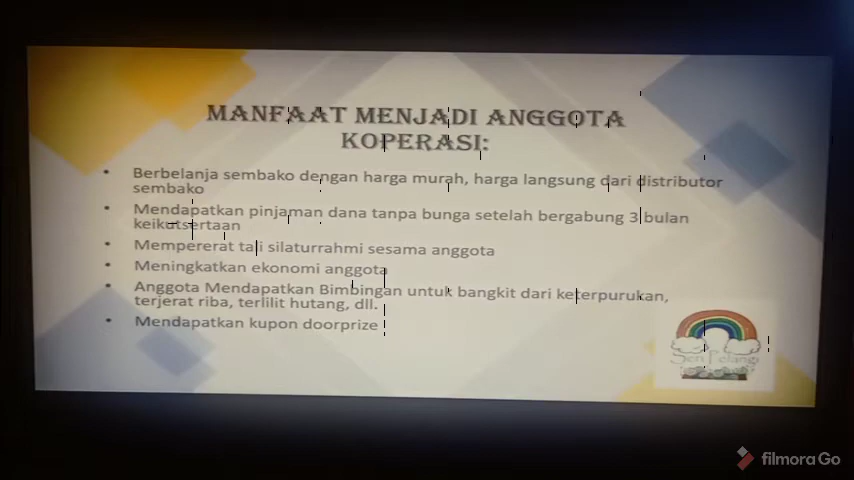 MANFAAT MENJADI ANGGOTA
KOPERASI:
• Berbelanja sembako dengan harga murah, harga langsung dari distributor
sembako
• Mendapatkan pinjaman dana tanpa bunga setelah bergabung 3 bulan
keikutsertaan
• Mempererat tali silaturrahmi sesama anggota
• Meningkatkan ekonomi anggota
• Anggota Mendapatkan Bimbingan untuk bangkit dari keterpurukan,
terjerat riba, terlilit hutang, dll.
• Mendapatkan kupon doorprize
Seni Pelangi
filmora Go